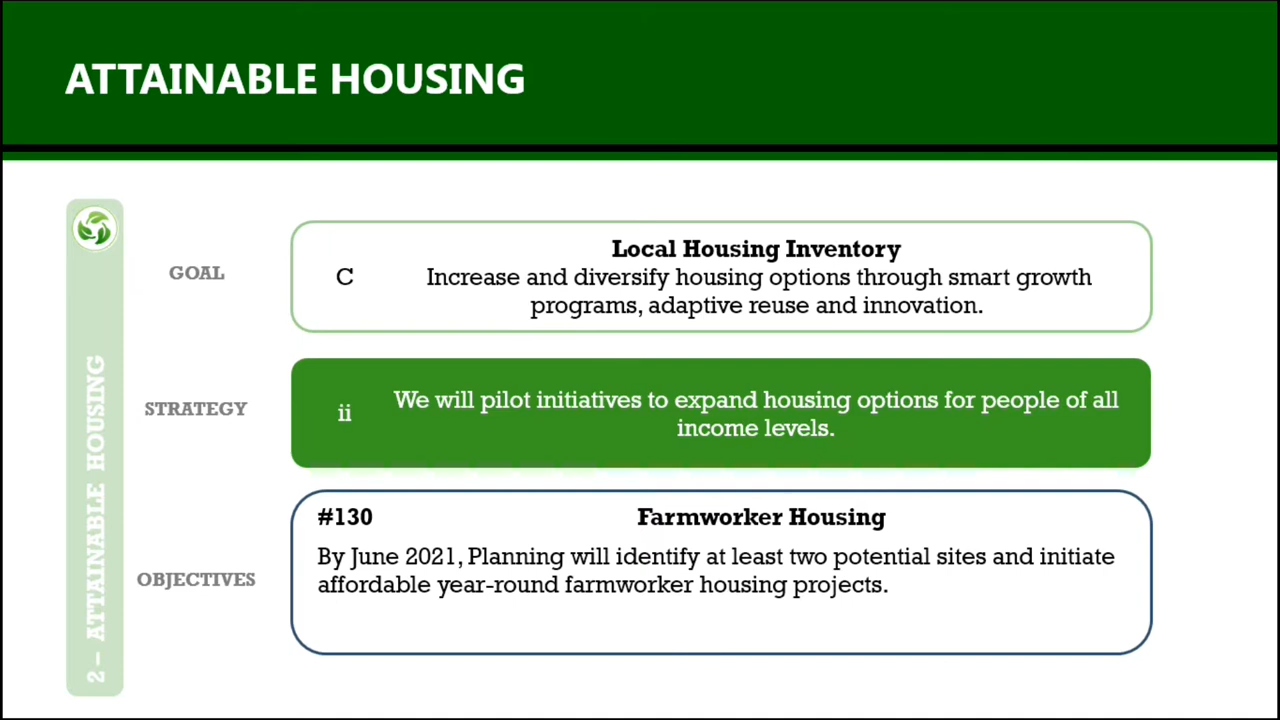 ATTAINABLE HOUSING
2 – ATTAINABLE HOUSING
GOAL
C
Local Housing Inventory
Increase and diversify housing options through smart growth
programs, adaptive reuse and innovation.
STRATEGY
ii
We will pilot initiatives to expand housing options for people of all
income levels.
OBJECTIVES
#130
Farmworker Housing
By June 2021, Planning will identify at least two potential sites and initiate
affordable year-round farmworker housing projects.